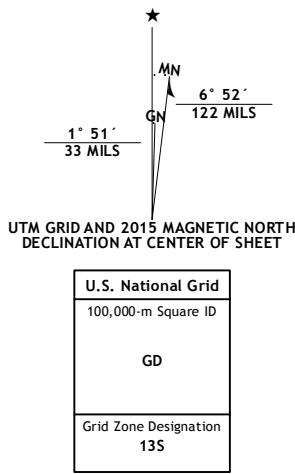 ★
MN
6° 52´
122 MILS
GN
1° 51´
33 MILS
UTM GRID AND 2015 MAGNETIC NORTH
DECLINATION AT CENTER OF SHEET
U.S. National Grid
100,000-m Square ID
GD
Grid Zone Designation
13S